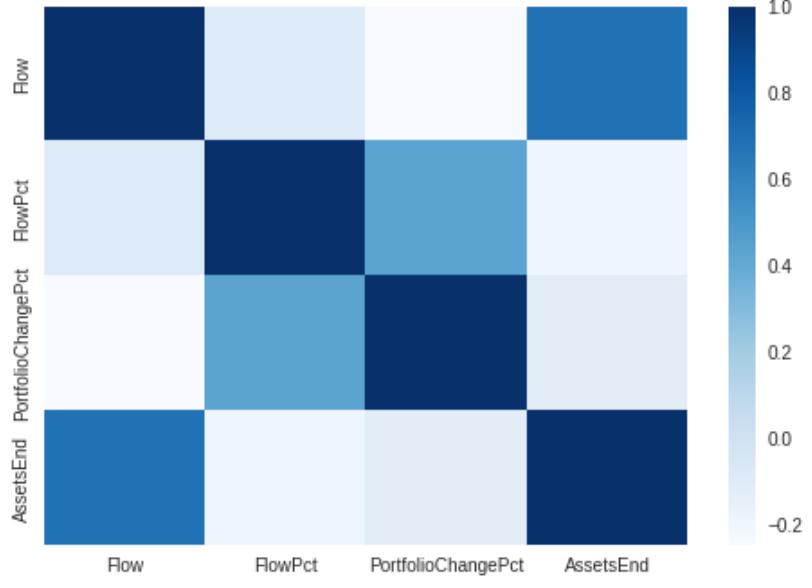 Flow
FlowPct
PortfolioChangePct
AssetsEnd
Flow FlowPct PortfolioChangePct AssetsEnd
1.0
0.8
0.6
0.4
0.2
0.0
−0.2